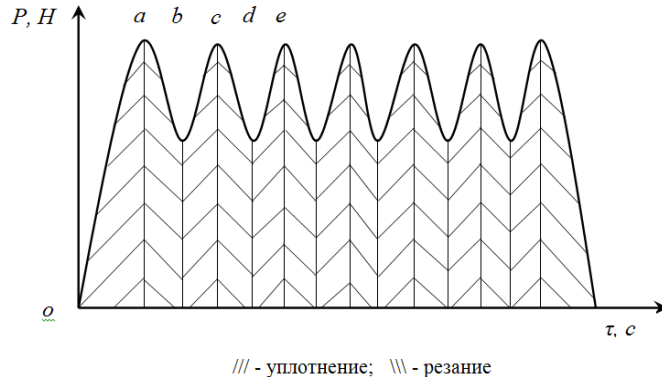 P, H a b c d e
o
τ, c
/// - уплотнение; \\\ - резание